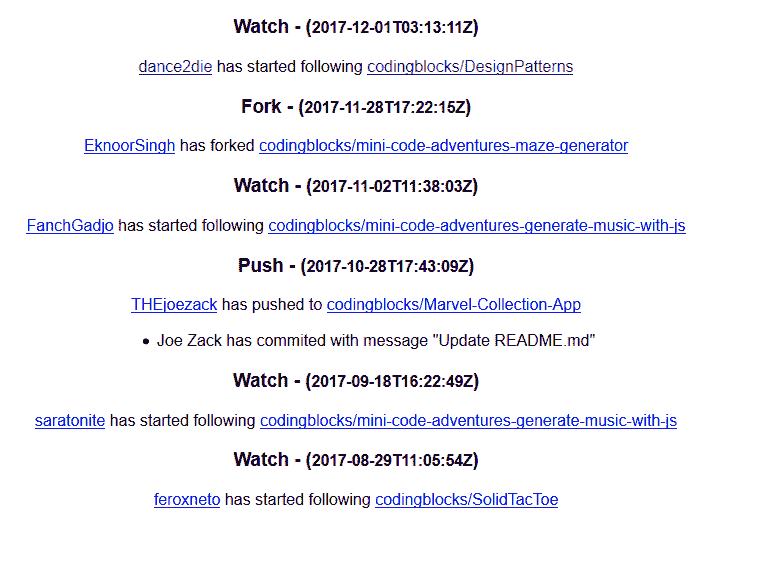 Watch - (2017-12-01T03:13:11Z)
dance2die has started following codingblocks/DesignPatterns
Fork - (2017-11-28T17:22:15Z)
EknoorSingh has forked codingblocks/mini-code-adventures-maze-generator
Watch - (2017-11-02T11:38:03Z)
FanchGadjo has started following codingblocks/mini-code-adventures-generate-music-with-js
Push - (2017-10-28T17:43:09Z)
THEjoezack has pushed to codingblocks/Marvel-Collection-App
• Joe Zack has commited with message "Update README.md"
Watch - (2017-09-18T16:22:49Z)
saratonite has started following codingblocks/mini-code-adventures-generate-music-with-js
Watch - (2017-08-29T11:05:54Z)
feroxneto has started following codingblocks/SolidTacToe